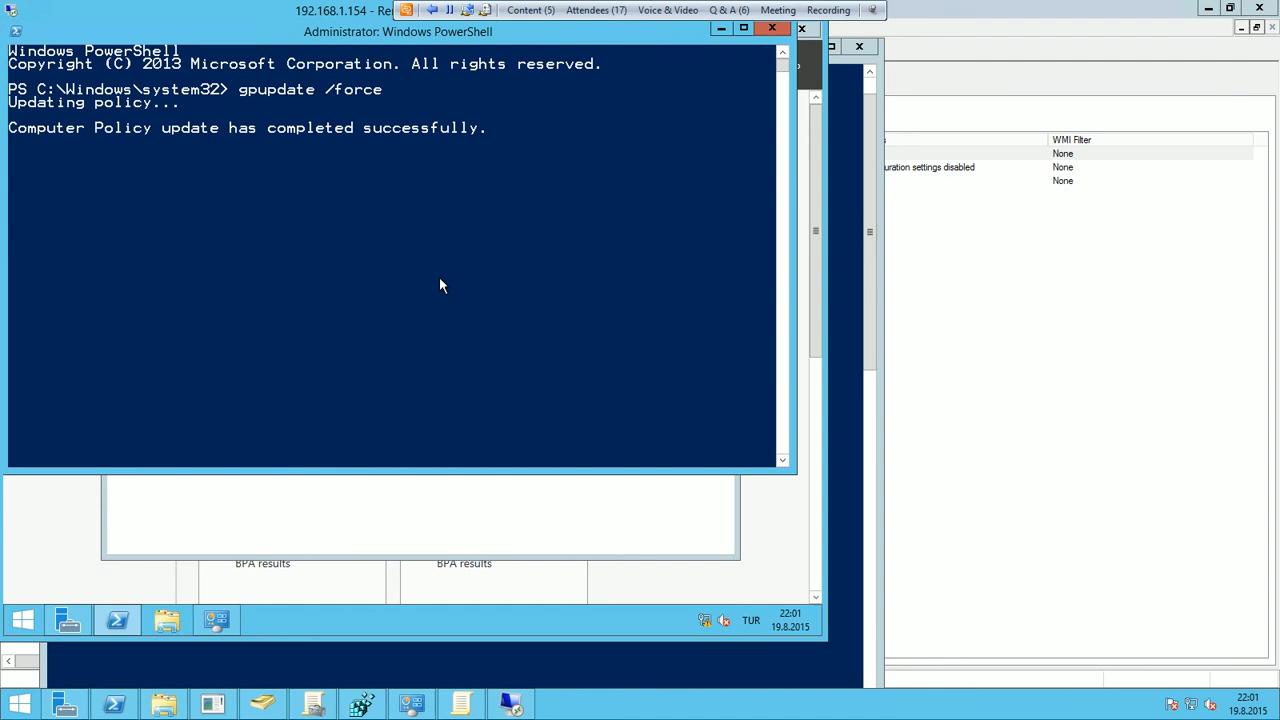 192.168.1.154 - Re
Content (5)
Attendees (17)
Voice & Video
Q & A (6)
Meeting
Recording
Administrator: Windows PowerShell
Windows PowerShell
Copyright (C) 2013 Microsoft Corporation. All rights reserved.
PS C:\Windows\system32> gpupdate /force
Updating policy...
Computer Policy update has completed successfully.
WMI Filter
None
uration settings disabled
None
None
BPA results
BPA results
TUR
22:01
19.8.2015
22:01
19.8.2015